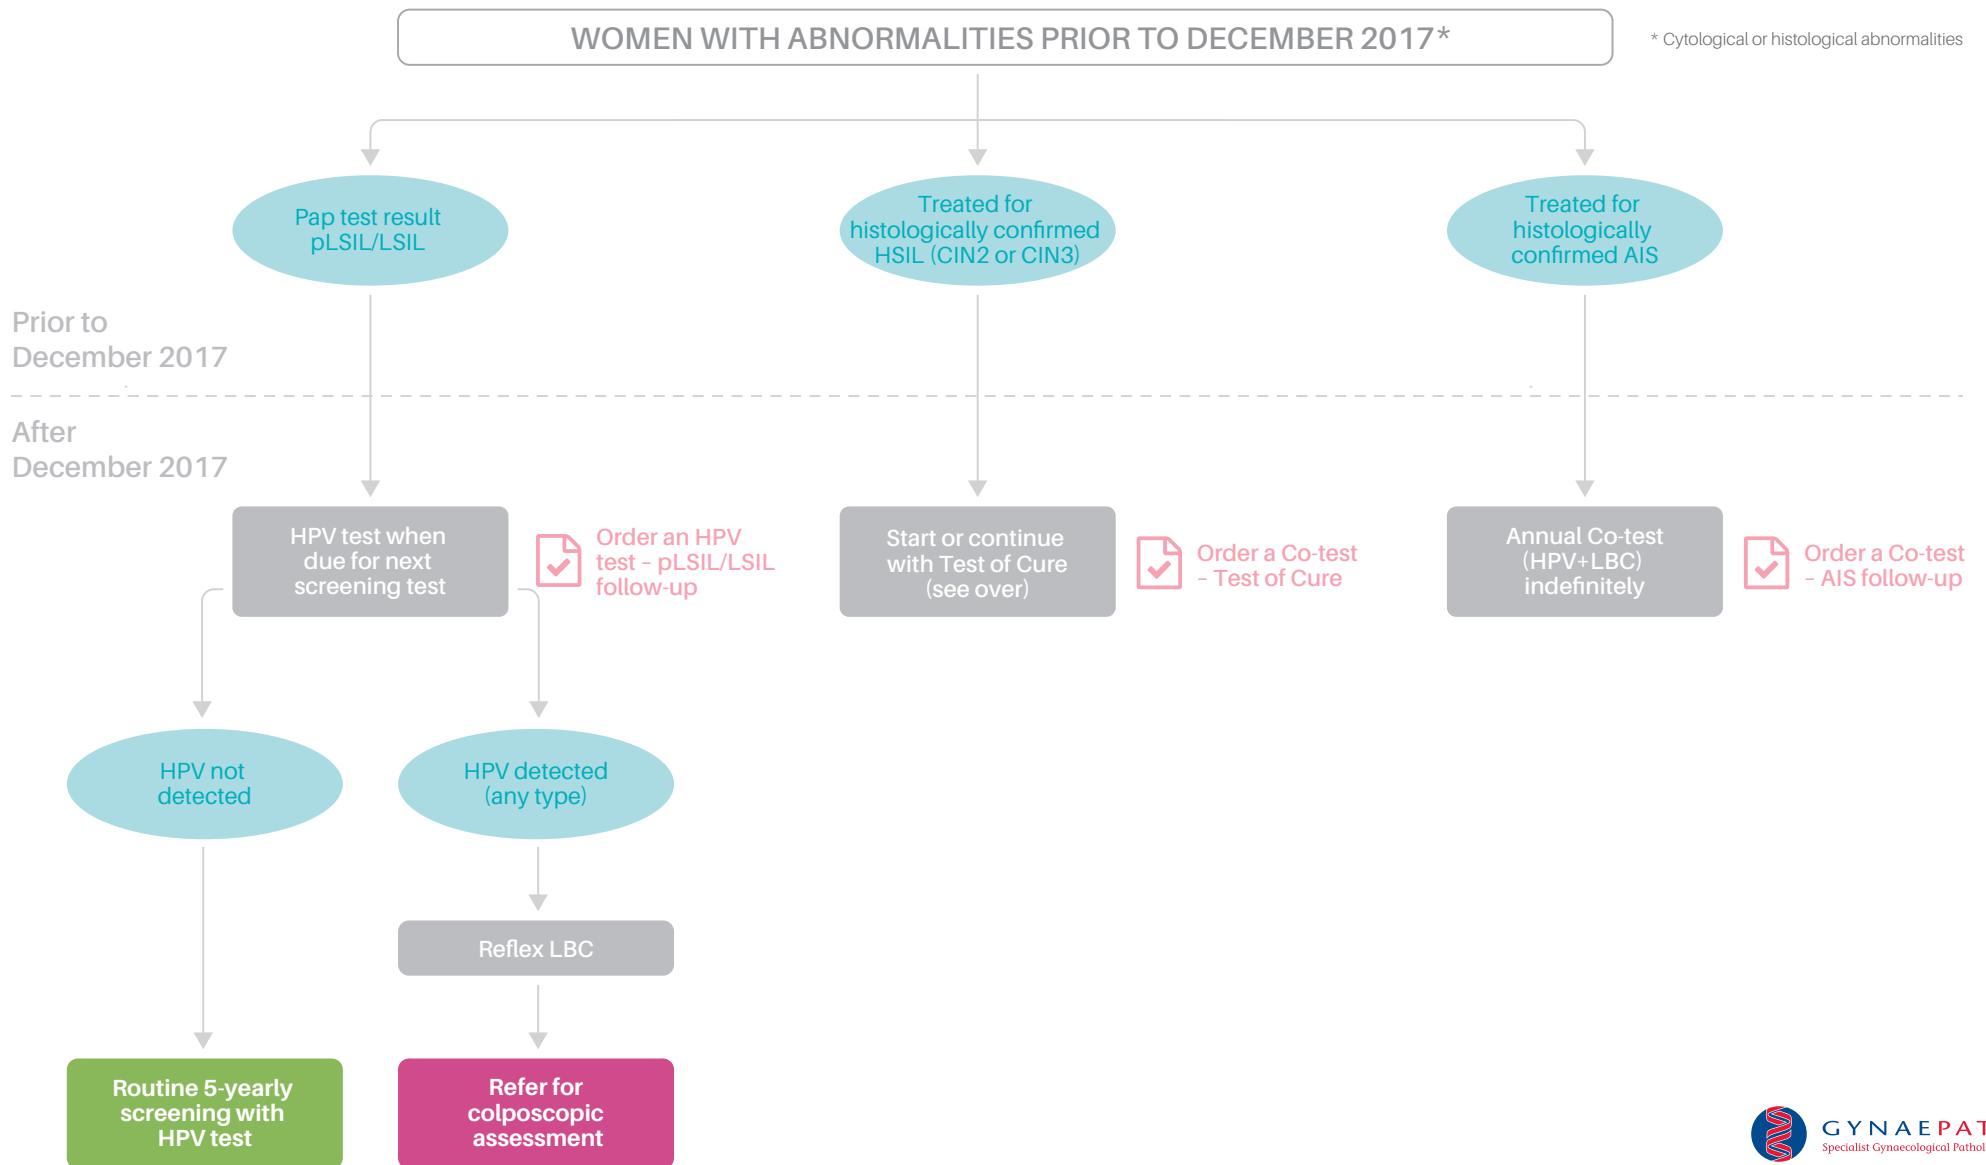 WOMEN WITH ABNORMALITIES PRIOR TO DECEMBER 2017*
* Cytological or histological abnormalities
Pap test result
pLSIL/LSIL
Treated for
histologically confirmed
HSIL (CIN2 or CIN3)
Treated for
histologically
confirmed AIS
Prior to
December 2017
After
December 2017
HPV test when
due for next
screening test
Order an HPV
test – pLSIL/LSIL
follow-up
Start or continue
with Test of Cure
(see over)
Order a Co-test
– Test of Cure
Annual Co-test
(HPV+LBC)
indefinitely
Order a Co-test
– AIS follow-up
HPV not
detected
HPV detected
(any type)
Reflex LBC
Routine 5-yearly
screening with
HPV test
Refer for
colposcopic
assessment
GYNAEPAT
Specialist Gynaecological Pathol